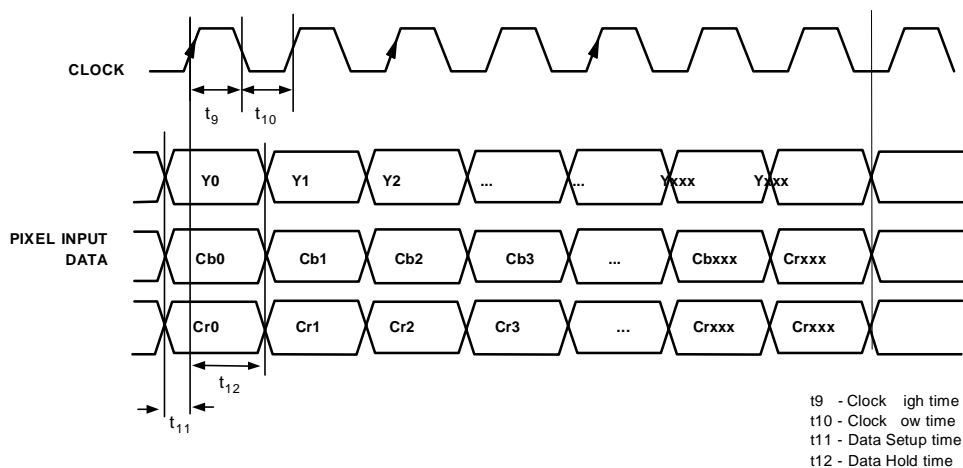 CLOCK
t9 t10
Y0 Y1 Y2 ... ... Yxxx Yxxx
PIXEL INPUT
DATA
Cb0 Cb1 Cb2 Cb3 ... Cbxxx Crxxx
Cr0 Cr1 Cr2 Cr3 ... Crxxx Crxxx
t12
t11
t9 - Clock igh time
t10 - Clock ow time
t11 - Data Setup time
t12 - Data Hold time